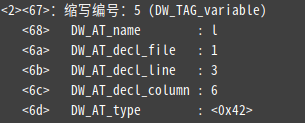 <2><67>: 缩写编号: 5 (DW_TAG_variable)
<68>   DW_AT_name        : l
<6a>   DW_AT_decl_file   : 1
<6b>   DW_AT_decl_line   : 3
<6c>   DW_AT_decl_column : 6
<6d>   DW_AT_type        : <0x42>